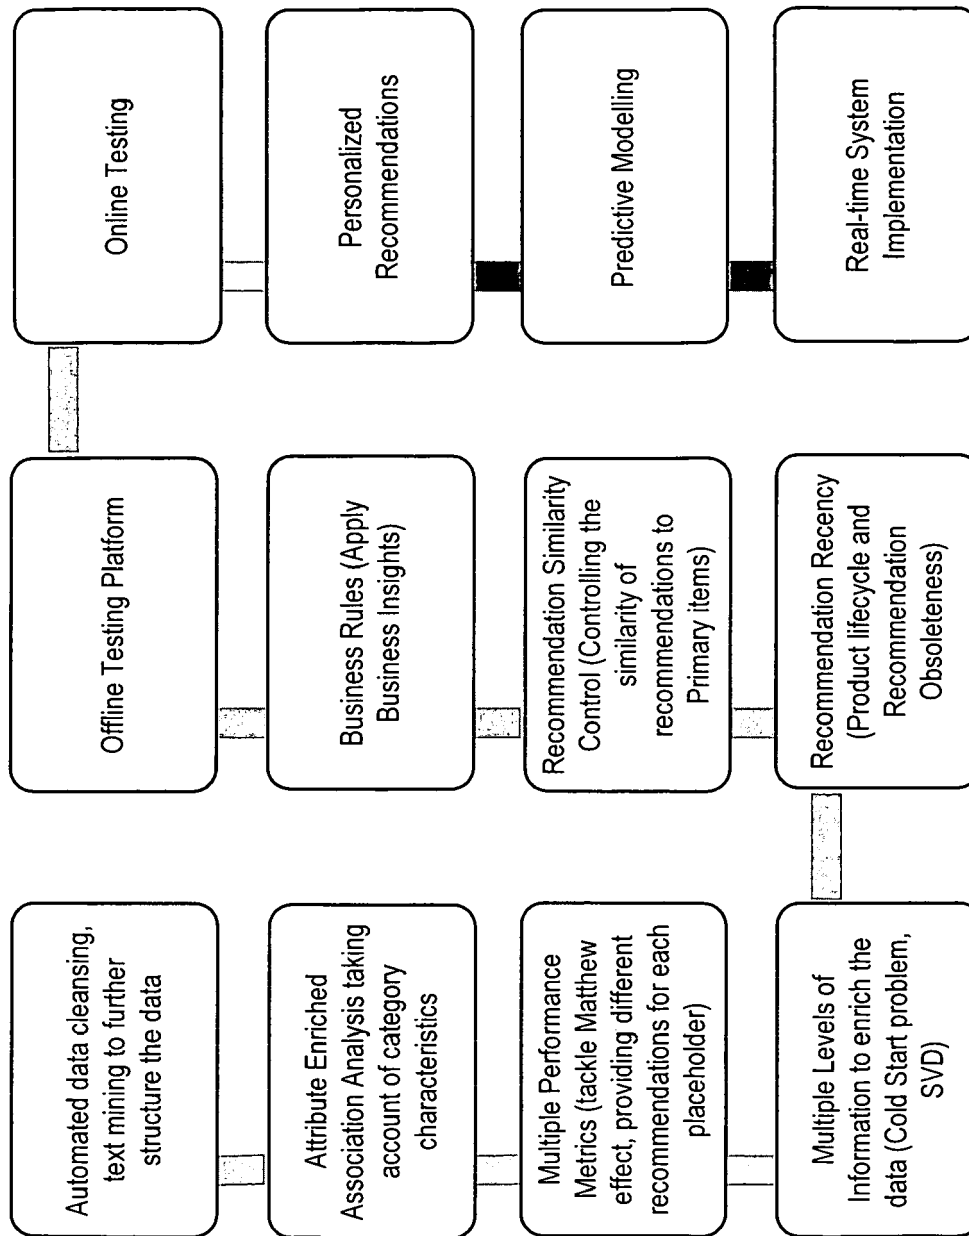 Automated data cleansing,
text mining to further
structure the data
Attribute Enriched
Association Analysis taking
account of category
characteristics
Multiple Performance
Metrics (tackle Matthew
effect, providing different
recommendations for each
placeholder)
Multiple Levels of
Information to enrich the
data (Cold Start problem,
SVD)
Recommendation Recency
(Product lifecycle and
Recommendation
Obsoleteness)
Recommendation Similarity
Control (Controlling the
similarity of
recommendations to
Primary items)
Business Rules (Apply
Business Insights)
Offline Testing Platform
Online Testing
Personalized
Recommendations
Predictive Modelling
Real-time System
Implementation